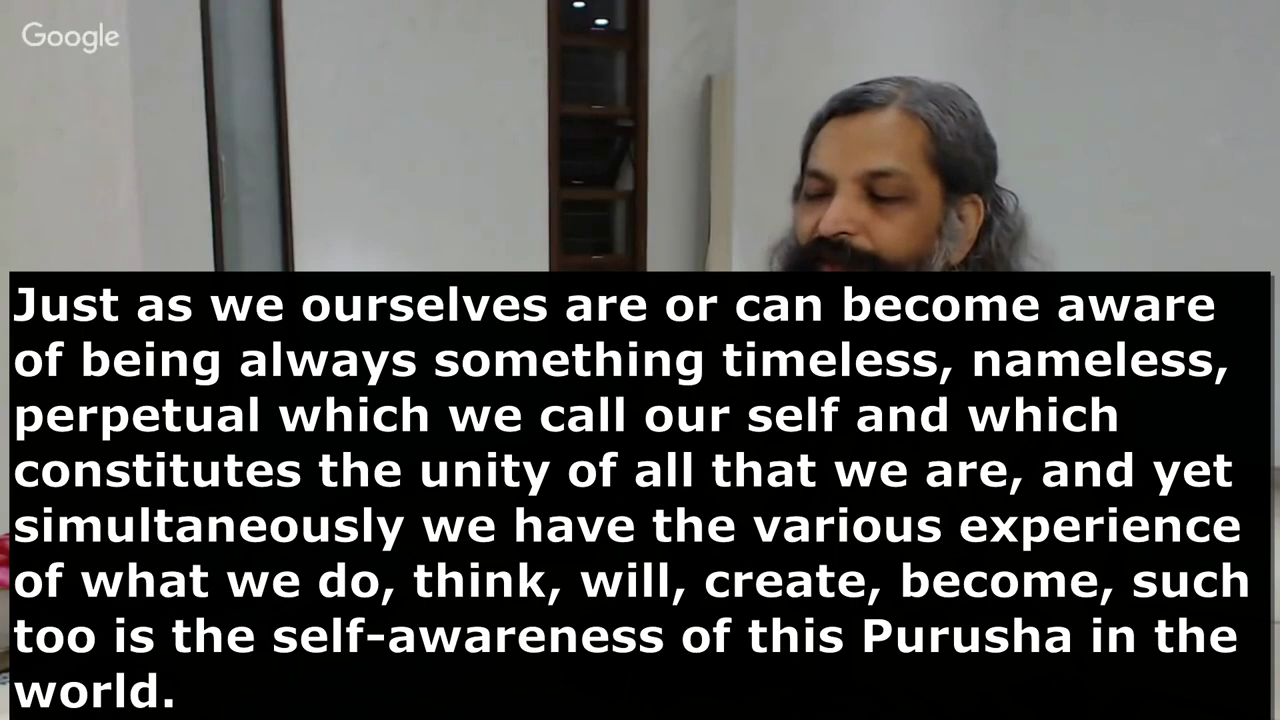 Google
Just as we ourselves are or can become aware
of being always something timeless, nameless,
perpetual which we call our self and which
constitutes the unity of all that we are, and yet
simultaneously we have the various experience
of what we do, think, will, create, become, such
too is the self-awareness of this Purusha in the
world.